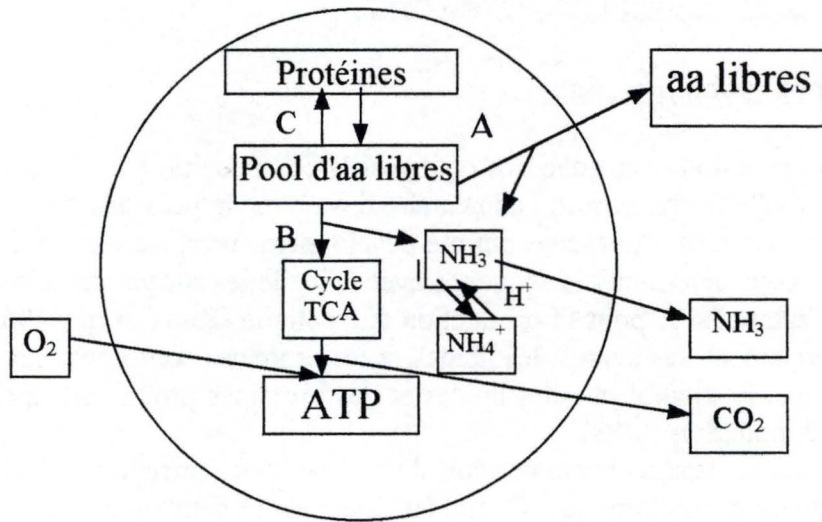 Protéines
aa libres
C
A
Pool d'aa libres
B
NH₃
Cycle
TCA
H⁺
NH₃
O₂
NH₄⁺
ATP
CO₂